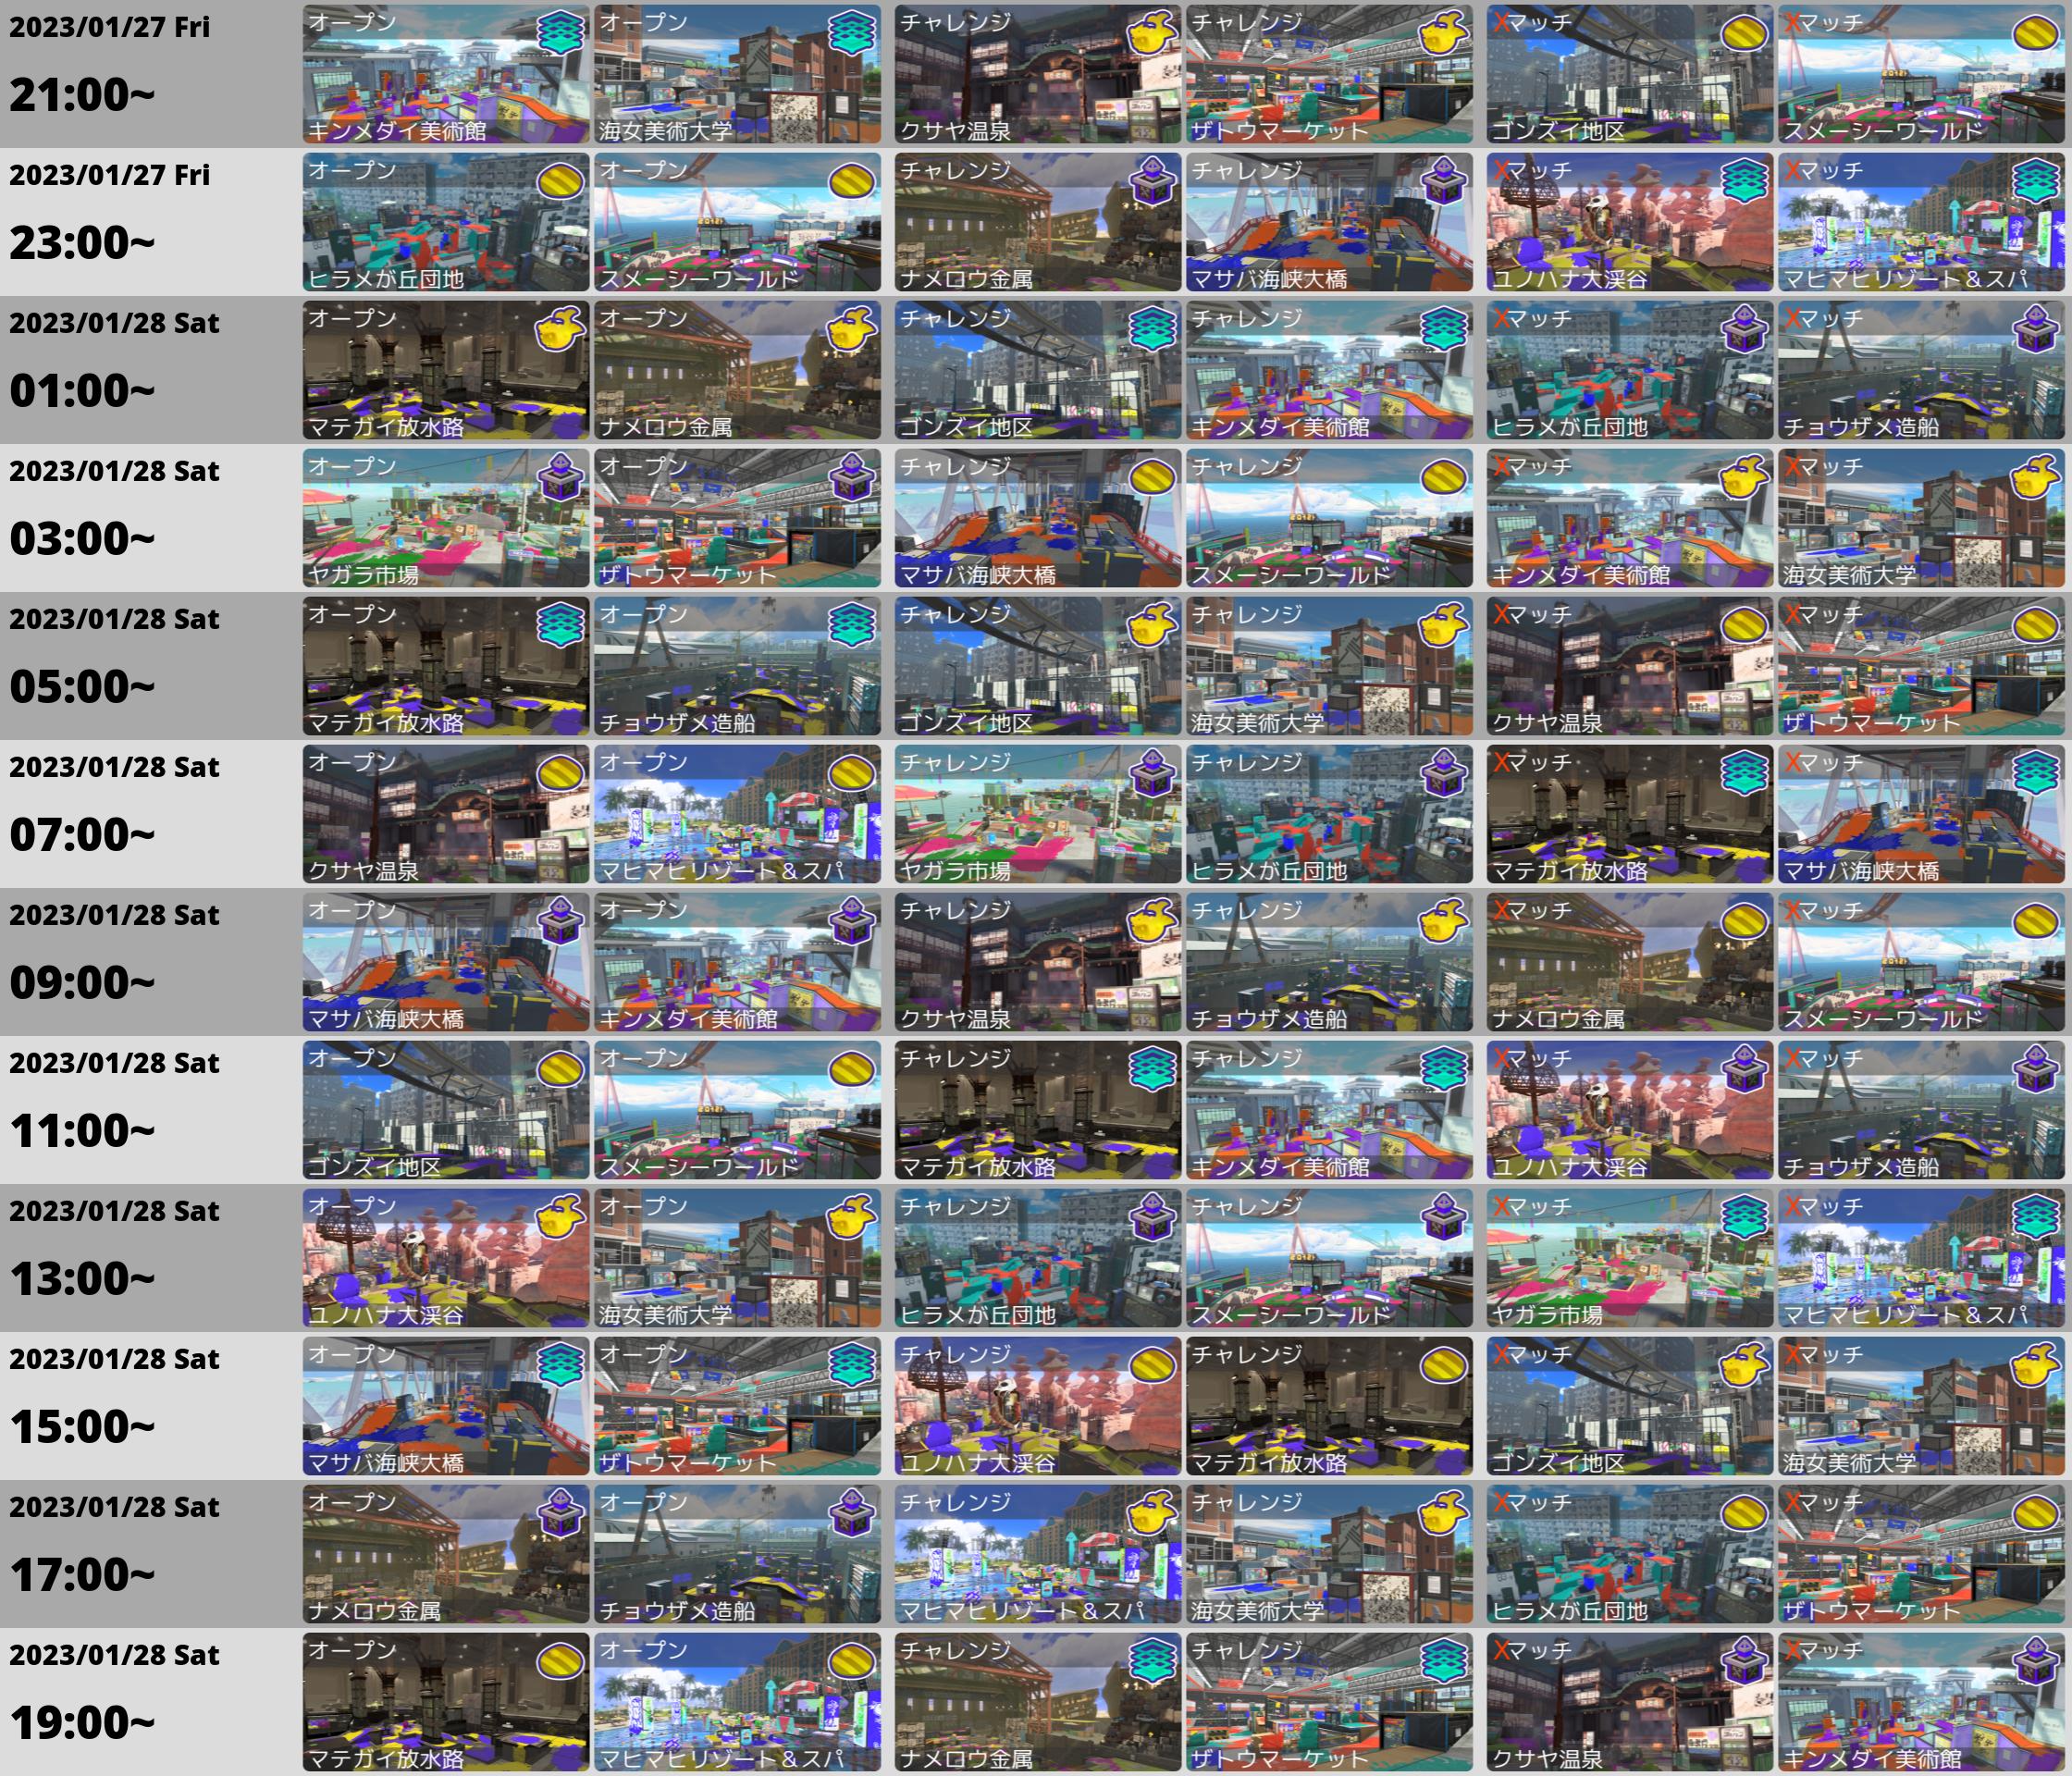 2023/01/27 Fri
21:00~
オープン
キンメダイ美術館
オープン
海女美術大学
チャレンジ
クサヤ温泉
チャレンジ
ザトウマーケット
Xマッチ
ゴンズイ地区
Xマッチ
スメーシーワールド
2023/01/27 Fri
23:00~
オープン
ヒラメが丘団地
オープン
スメーシーワールド
チャレンジ
ナメロウ金属
チャレンジ
マサバ海峡大橋
Xマッチ
ユノハナ大渓谷
Xマッチ
マヒマヒリゾート&スパ
2023/01/28 Sat
01:00~
オープン
マテガイ放水路
オープン
ナメロウ金属
チャレンジ
ゴンズイ地区
チャレンジ
キンメダイ美術館
Xマッチ
ヒラメが丘団地
Xマッチ
チョウザメ造船
2023/01/28 Sat
03:00~
オープン
ヤガラ市場
オープン
ザトウマーケット
チャレンジ
マサバ海峡大橋
チャレンジ
スメーシーワールド
Xマッチ
キンメダイ美術館
Xマッチ
海女美術大学
2023/01/28 Sat
05:00~
オープン
マテガイ放水路
オープン
チョウザメ造船
チャレンジ
ゴンズイ地区
チャレンジ
海女美術大学
Xマッチ
クサヤ温泉
Xマッチ
ザトウマーケット
2023/01/28 Sat
07:00~
オープン
クサヤ温泉
オープン
マヒマヒリゾート&スパ
チャレンジ
ヤガラ市場
チャレンジ
ヒラメが丘団地
Xマッチ
マテガイ放水路
Xマッチ
マサバ海峡大橋
2023/01/28 Sat
09:00~
オープン
マサバ海峡大橋
オープン
キンメダイ美術館
チャレンジ
クサヤ温泉
チャレンジ
チョウザメ造船
Xマッチ
ナメロウ金属
Xマッチ
スメーシーワールド
2023/01/28 Sat
11:00~
オープン
ゴンズイ地区
オープン
スメーシーワールド
チャレンジ
マテガイ放水路
チャレンジ
キンメダイ美術館
Xマッチ
ユノハナ大渓谷
Xマッチ
チョウザメ造船
2023/01/28 Sat
13:00~
オープン
ユノハナ大渓谷
オープン
海女美術大学
チャレンジ
ヒラメが丘団地
チャレンジ
スメーシーワールド
Xマッチ
ヤガラ市場
Xマッチ
マヒマヒリゾート&スパ
2023/01/28 Sat
15:00~
オープン
マサバ海峡大橋
オープン
ザトウマーケット
チャレンジ
ユノハナ大渓谷
チャレンジ
マテガイ放水路
Xマッチ
ゴンズイ地区
Xマッチ
海女美術大学
2023/01/28 Sat
17:00~
オープン
ナメロウ金属
オープン
チョウザメ造船
チャレンジ
マヒマヒリゾート&スパ
チャレンジ
海女美術大学
Xマッチ
ヒラメが丘団地
Xマッチ
ザトウマーケット
2023/01/28 Sat
19:00~
オープン
マテガイ放水路
オープン
マヒマヒリゾート&スパ
チャレンジ
ナメロウ金属
チャレンジ
ザトウマーケット
Xマッチ
クサヤ温泉
Xマッチ
キンメダイ美術館